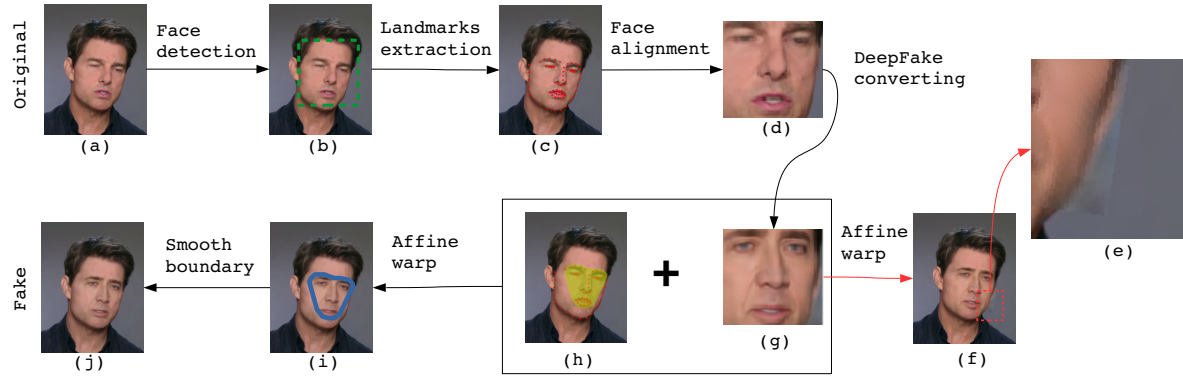 Original
Face
detection
Landmarks
extraction
Face
alignment
DeepFake
converting
(a)
(b)
(c)
(d)
(e)
Fake
Smooth
boundary
Affine
warp
+
Affine
warp
(j)
(i)
(h)
(g)
(f)